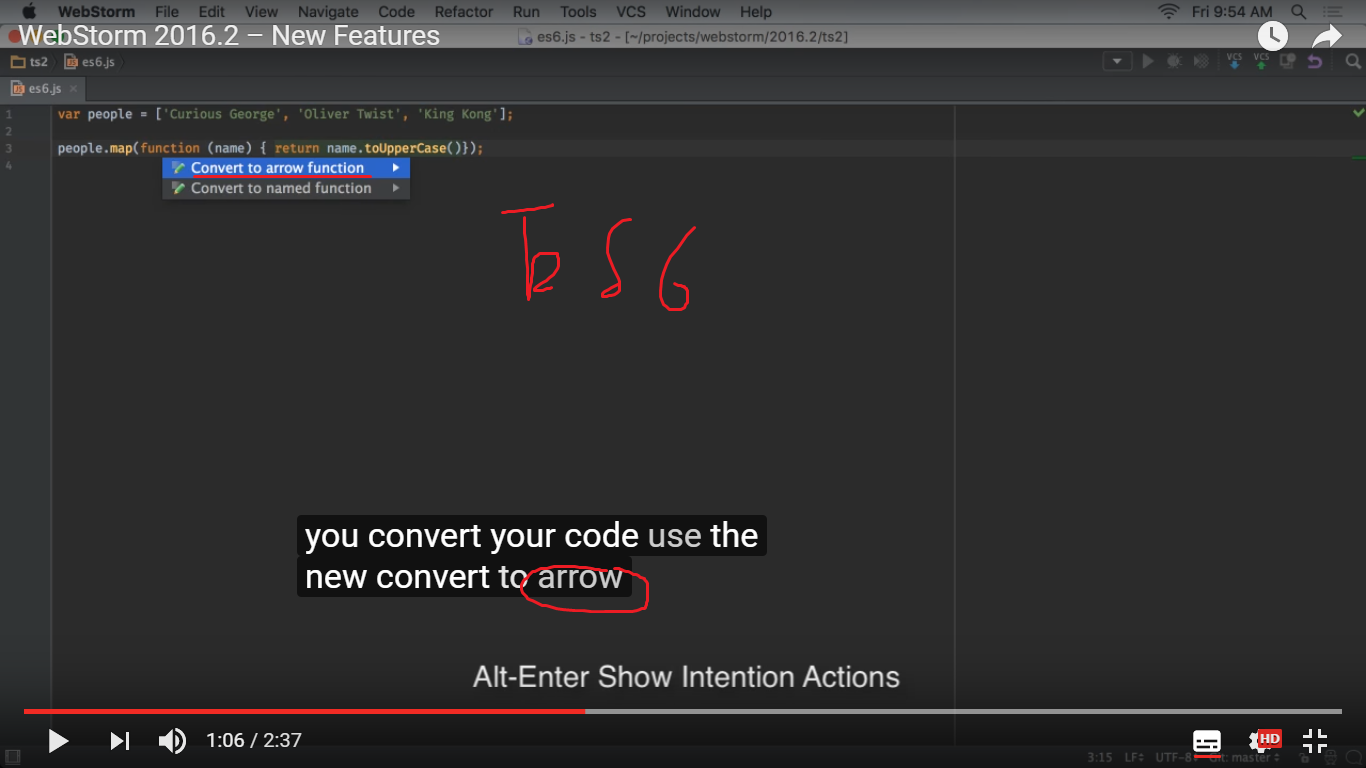 WebStorm File Edit View Navigate Code Refactor Run Tools VCS Window Help Fri 9:54 AM
WebStorm 2016.2 – New Features
es6.js - ts2 - [~/projects/webstorm/2016.2/ts2]
ts2 es6.js VCS VCS
es6.js ×
1 var people = ['Curious George', 'Oliver Twist', 'King Kong'];
2
3 people.map(function (name) { return name.toUpperCase()});
4
Convert to arrow function
Convert to named function
you convert your code use the
new convert to arrow
Alt-Enter Show Intention Actions
1:06 / 2:37 HD
3:15 LF÷ UTF-8 Git: master÷